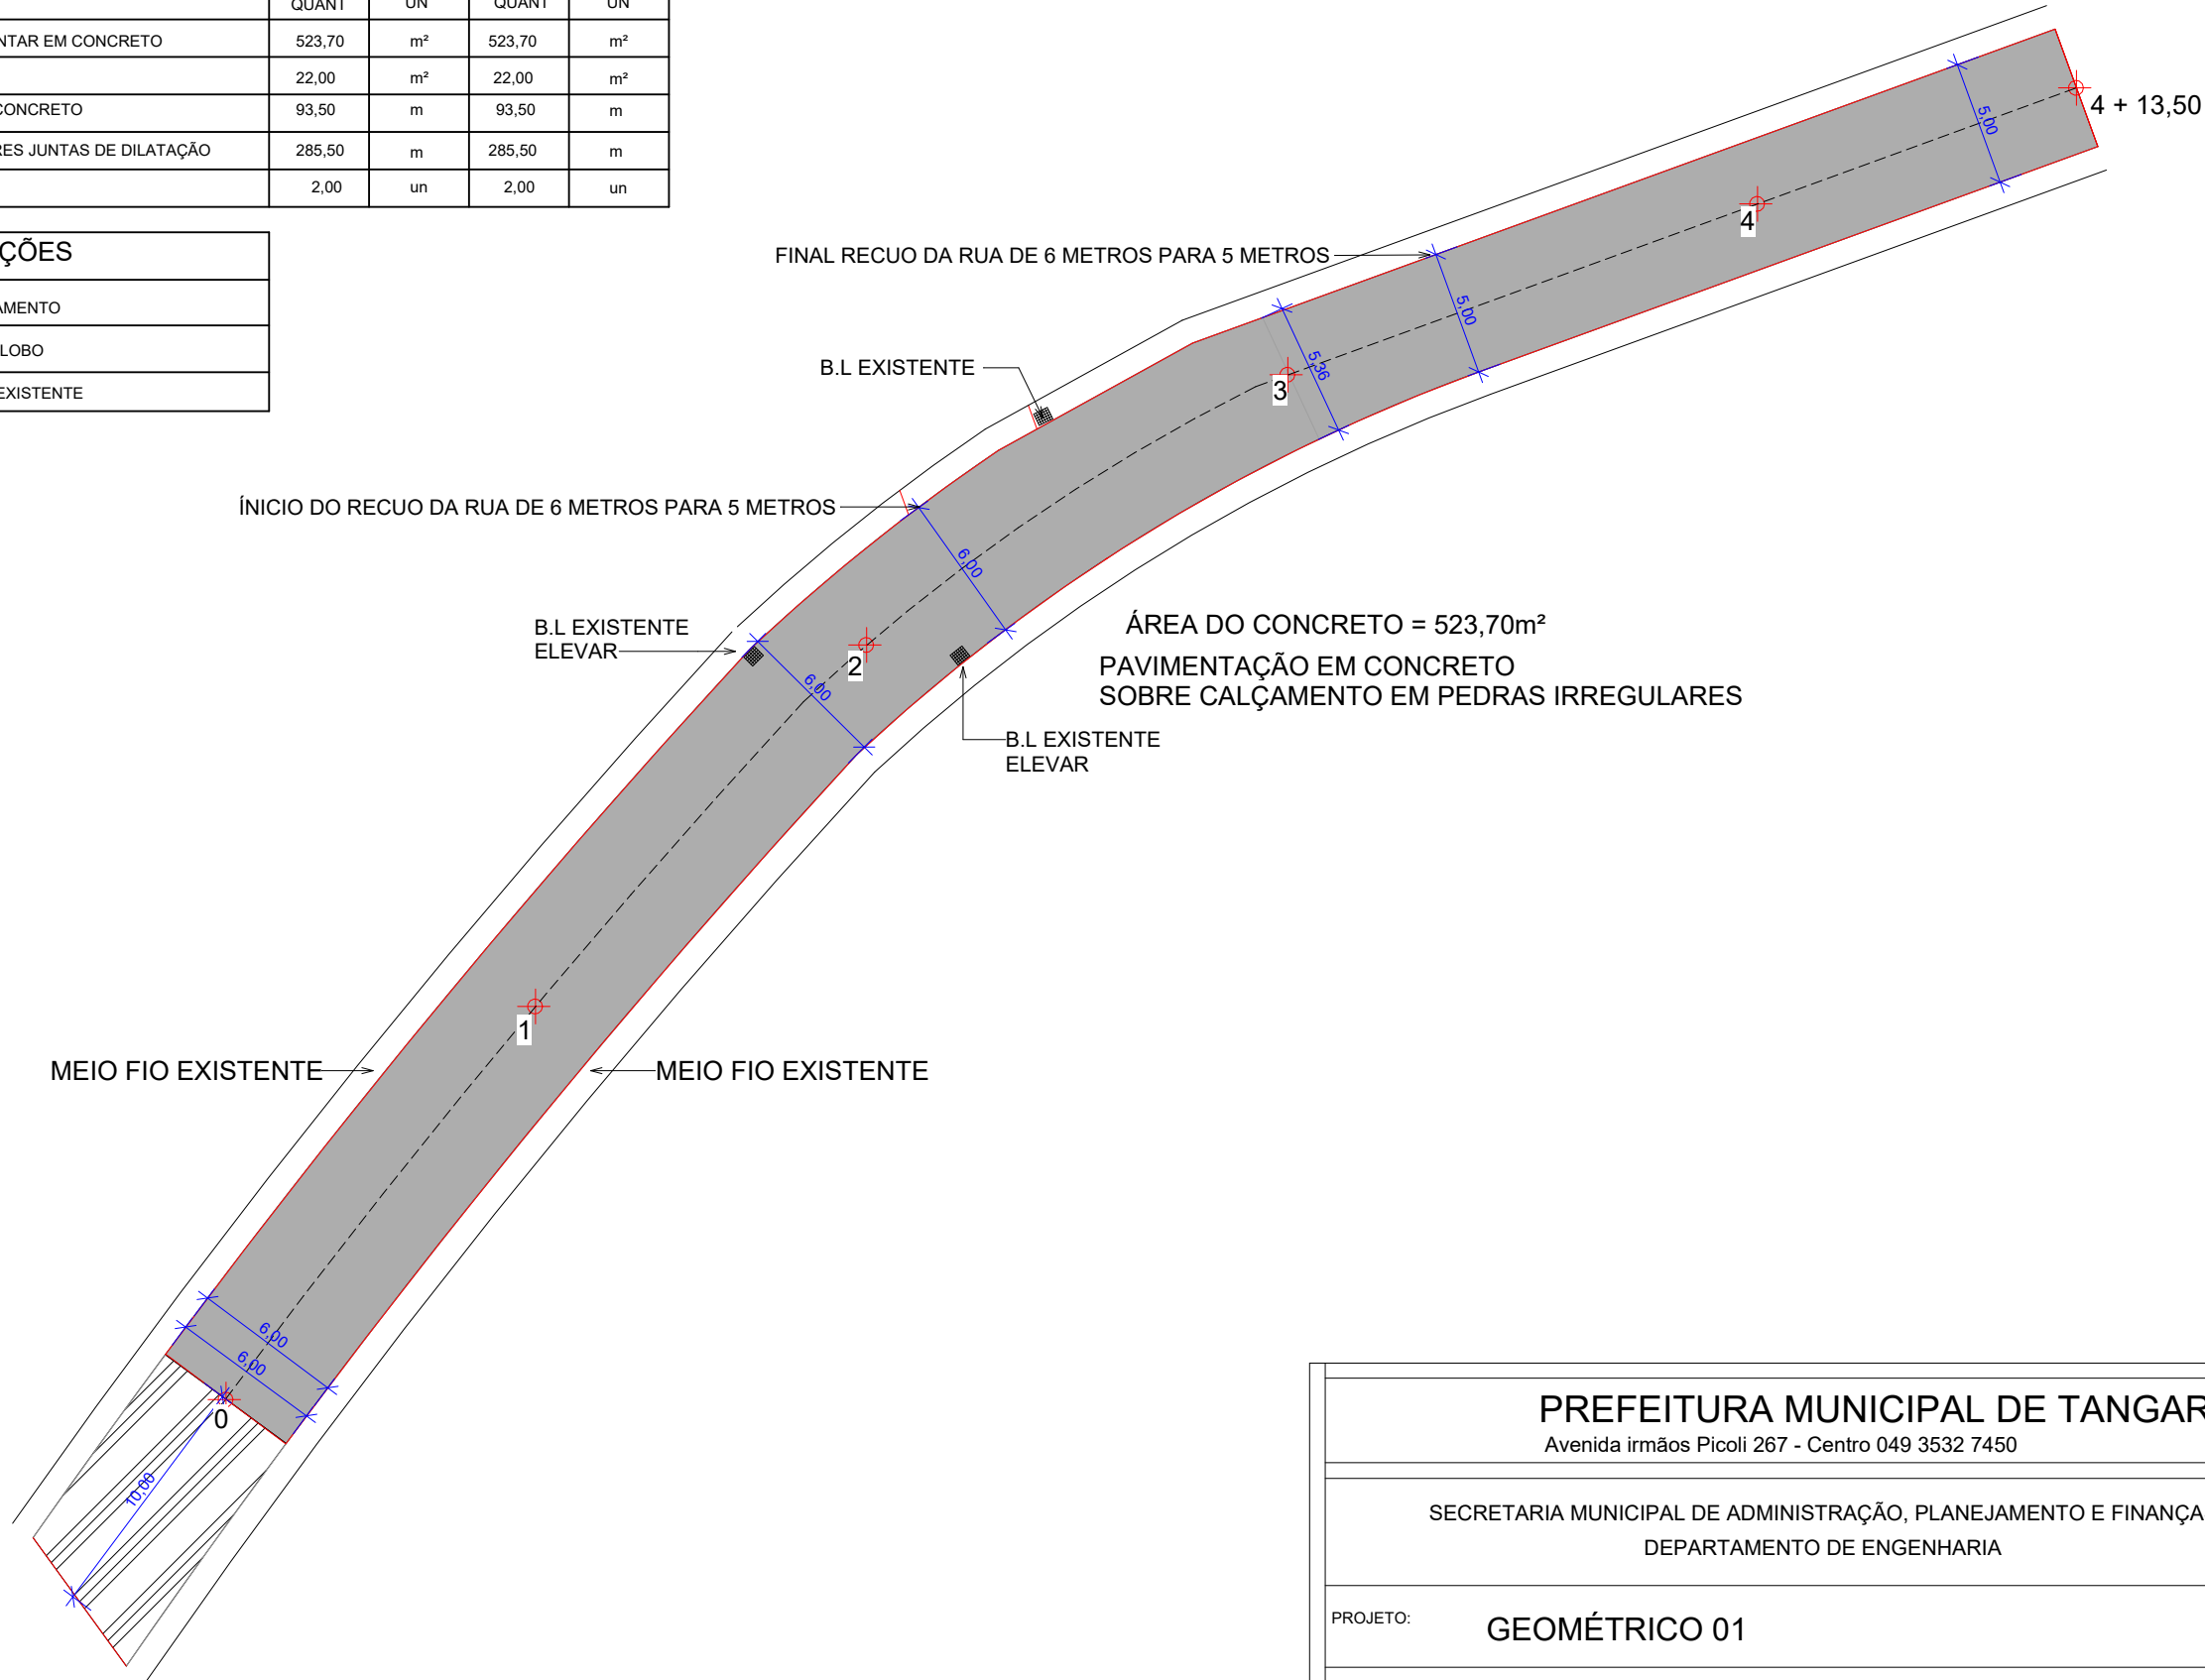 QUANT UN QUANT UN
NTAR EM CONCRETO 523,70 m² 523,70 m²
22,00 m² 22,00 m²
CONCRETO 93,50 m 93,50 m
RES JUNTAS DE DILATAÇÃO 285,50 m 285,50 m
2,00 un 2,00 un
ÇÕES
AMENTO
LOBO
EXISTENTE
4 + 13,50
5,00
4
FINAL RECUO DA RUA DE 6 METROS PARA 5 METROS
5,00
B.L EXISTENTE
5,36
3
ÍNICIO DO RECUO DA RUA DE 6 METROS PARA 5 METROS
6,00
B.L EXISTENTE
ELEVAR
2
6,00
ÁREA DO CONCRETO = 523,70m²
PAVIMENTAÇÃO EM CONCRETO
SOBRE CALÇAMENTO EM PEDRAS IRREGULARES
B.L EXISTENTE
ELEVAR
1
MEIO FIO EXISTENTE
MEIO FIO EXISTENTE
6,00
6,00
0
10,00
PREFEITURA MUNICIPAL DE TANGAR
Avenida irmãos Picoli 267 - Centro 049 3532 7450
SECRETARIA MUNICIPAL DE ADMINISTRAÇÃO, PLANEJAMENTO E FINANÇA
DEPARTAMENTO DE ENGENHARIA
PROJETO: GEOMÉTRICO 01